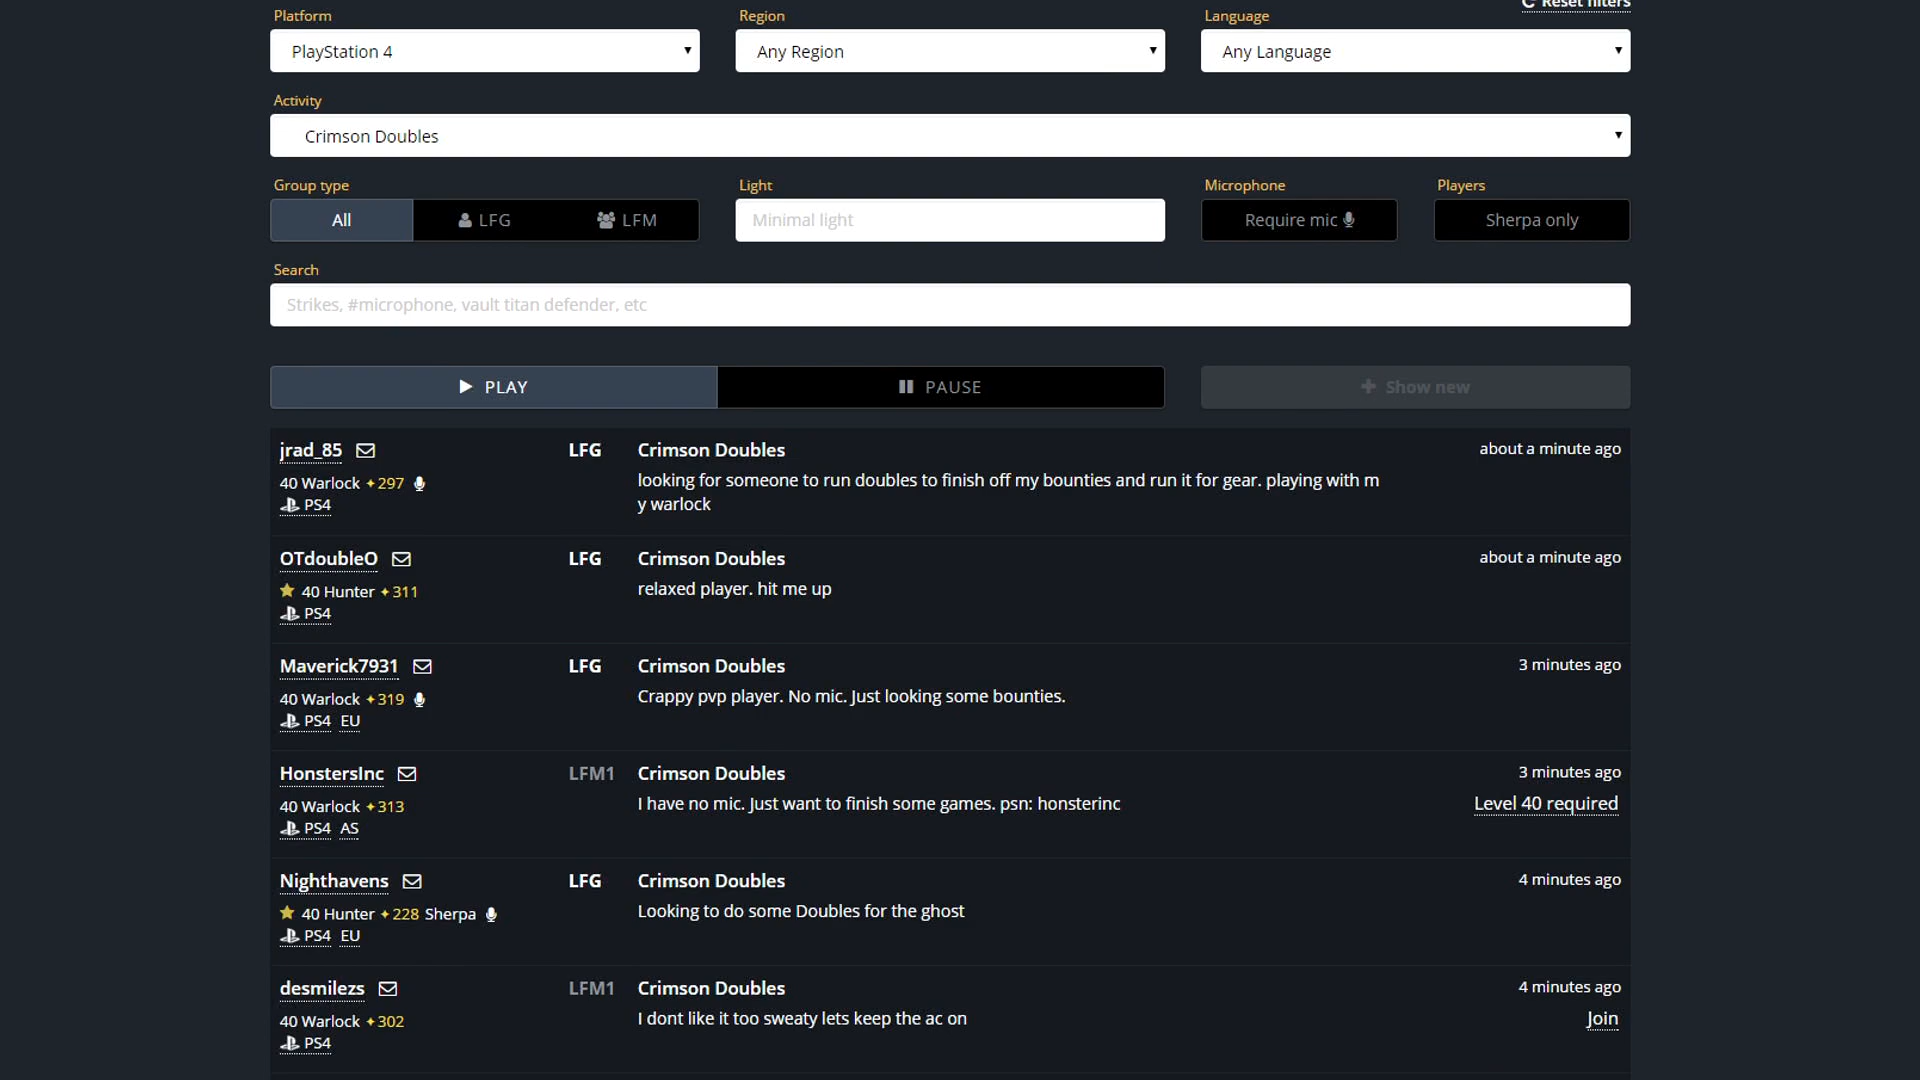 Reset filters
Platform Region Language
PlayStation 4 Any Region Any Language
Activity
Crimson Doubles
Group type Light Microphone Players
All LFG LFM Minimal light Require mic Sherpa only
Search
Strikes, #microphone, vault titan defender, etc
PLAY PAUSE Show new
jrad_85 LFG Crimson Doubles about a minute ago
40 Warlock 297 looking for someone to run doubles to finish off my bounties and run it for gear. playing with m
PS4 y warlock
OTdoubleO LFG Crimson Doubles about a minute ago
40 Hunter 311 relaxed player. hit me up
PS4
Maverick7931 LFG Crimson Doubles 3 minutes ago
40 Warlock 319 Crappy pvp player. No mic. Just looking some bounties.
PS4 EU
HonstersInc LFM1 Crimson Doubles 3 minutes ago
40 Warlock 313 I have no mic. Just want to finish some games. psn: honsterinc Level 40 required
PS4 AS
Nighthavens LFG Crimson Doubles 4 minutes ago
40 Hunter 228 Sherpa Looking to do some Doubles for the ghost
PS4 EU
desmilezs LFM1 Crimson Doubles 4 minutes ago
40 Warlock 302 I dont like it too sweaty lets keep the ac on Join
PS4